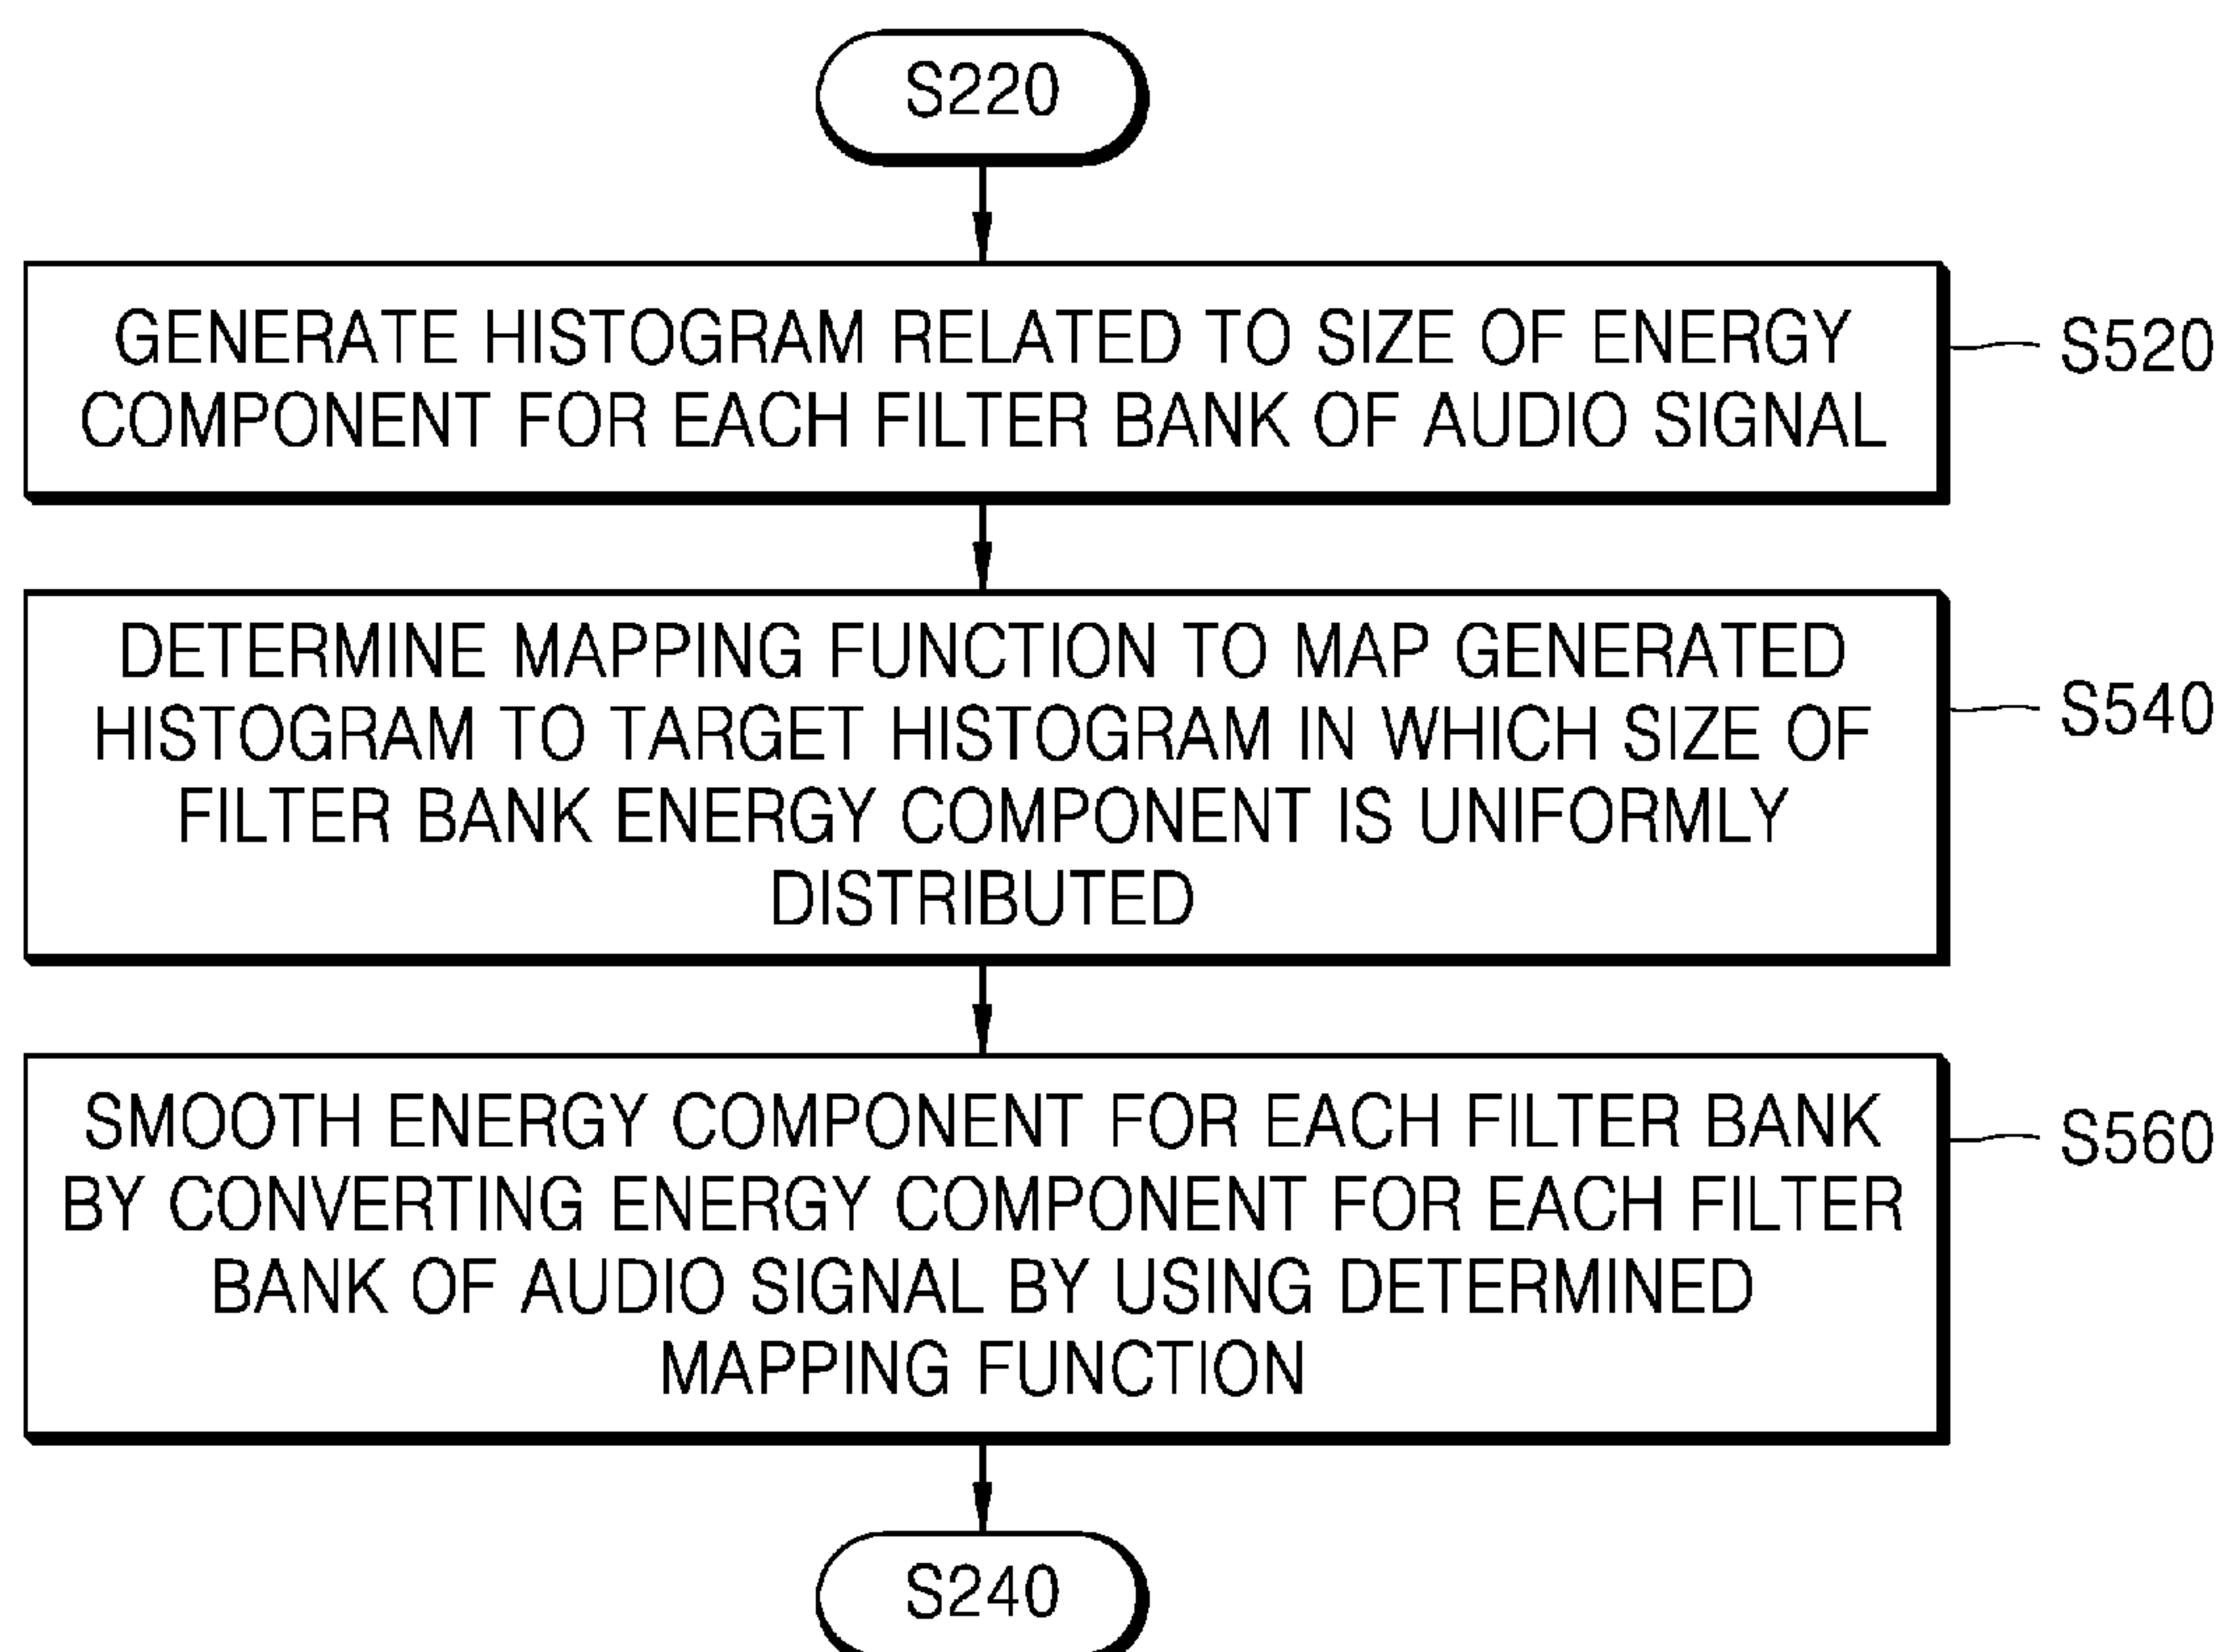 S220
GENERATE HISTOGRAM RELATED TO SIZE OF ENERGY
COMPONENT FOR EACH FILTER BANK OF AUDIO SIGNAL
S520
DETERMINE MAPPING FUNCTION TO MAP GENERATED
HISTOGRAM TO TARGET HISTOGRAM IN WHICH SIZE OF
FILTER BANK ENERGY COMPONENT IS UNIFORMLY
DISTRIBUTED
S540
SMOOTH ENERGY COMPONENT FOR EACH FILTER BANK
BY CONVERTING ENERGY COMPONENT FOR EACH FILTER
BANK OF AUDIO SIGNAL BY USING DETERMINED
MAPPING FUNCTION
S560
S240